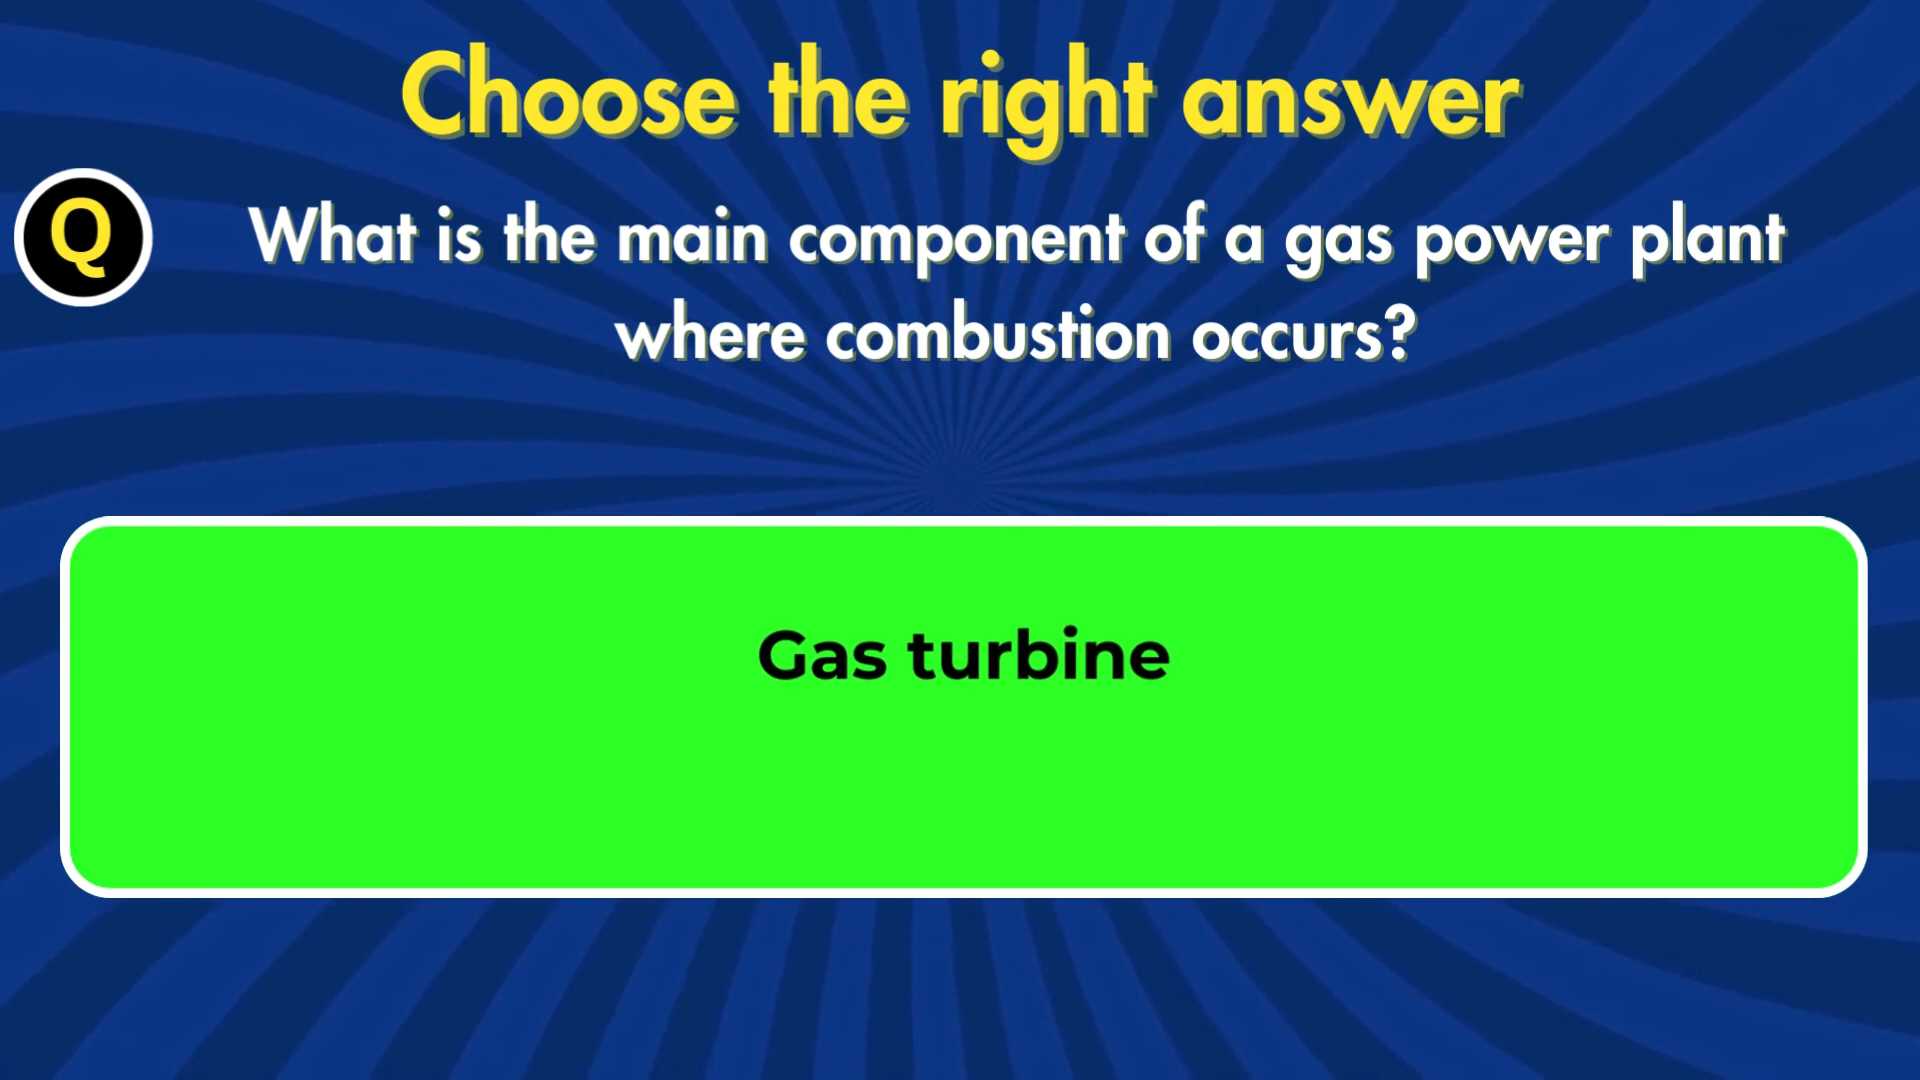 Choose the right answer
Q
What is the main component of a gas power plant
where combustion occurs?
Gas turbine